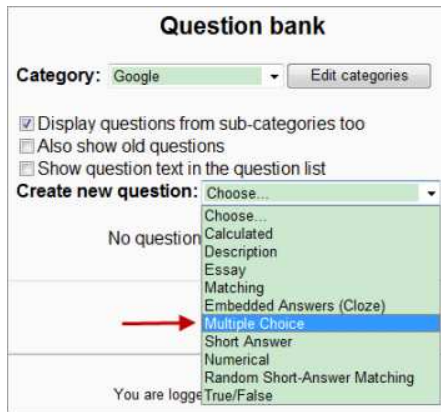 Question bank
Category: Google Edit categories
Display questions from sub-categories too
Also show old questions
Show question text in the question list
Create new question: Choose...
Choose...
Calculated
No question
Description
Essay
Matching
Embedded Answers (Cloze)
Multiple Choice
Short Answer
Numerical
Random Short-Answer Matching
You are logge True/False